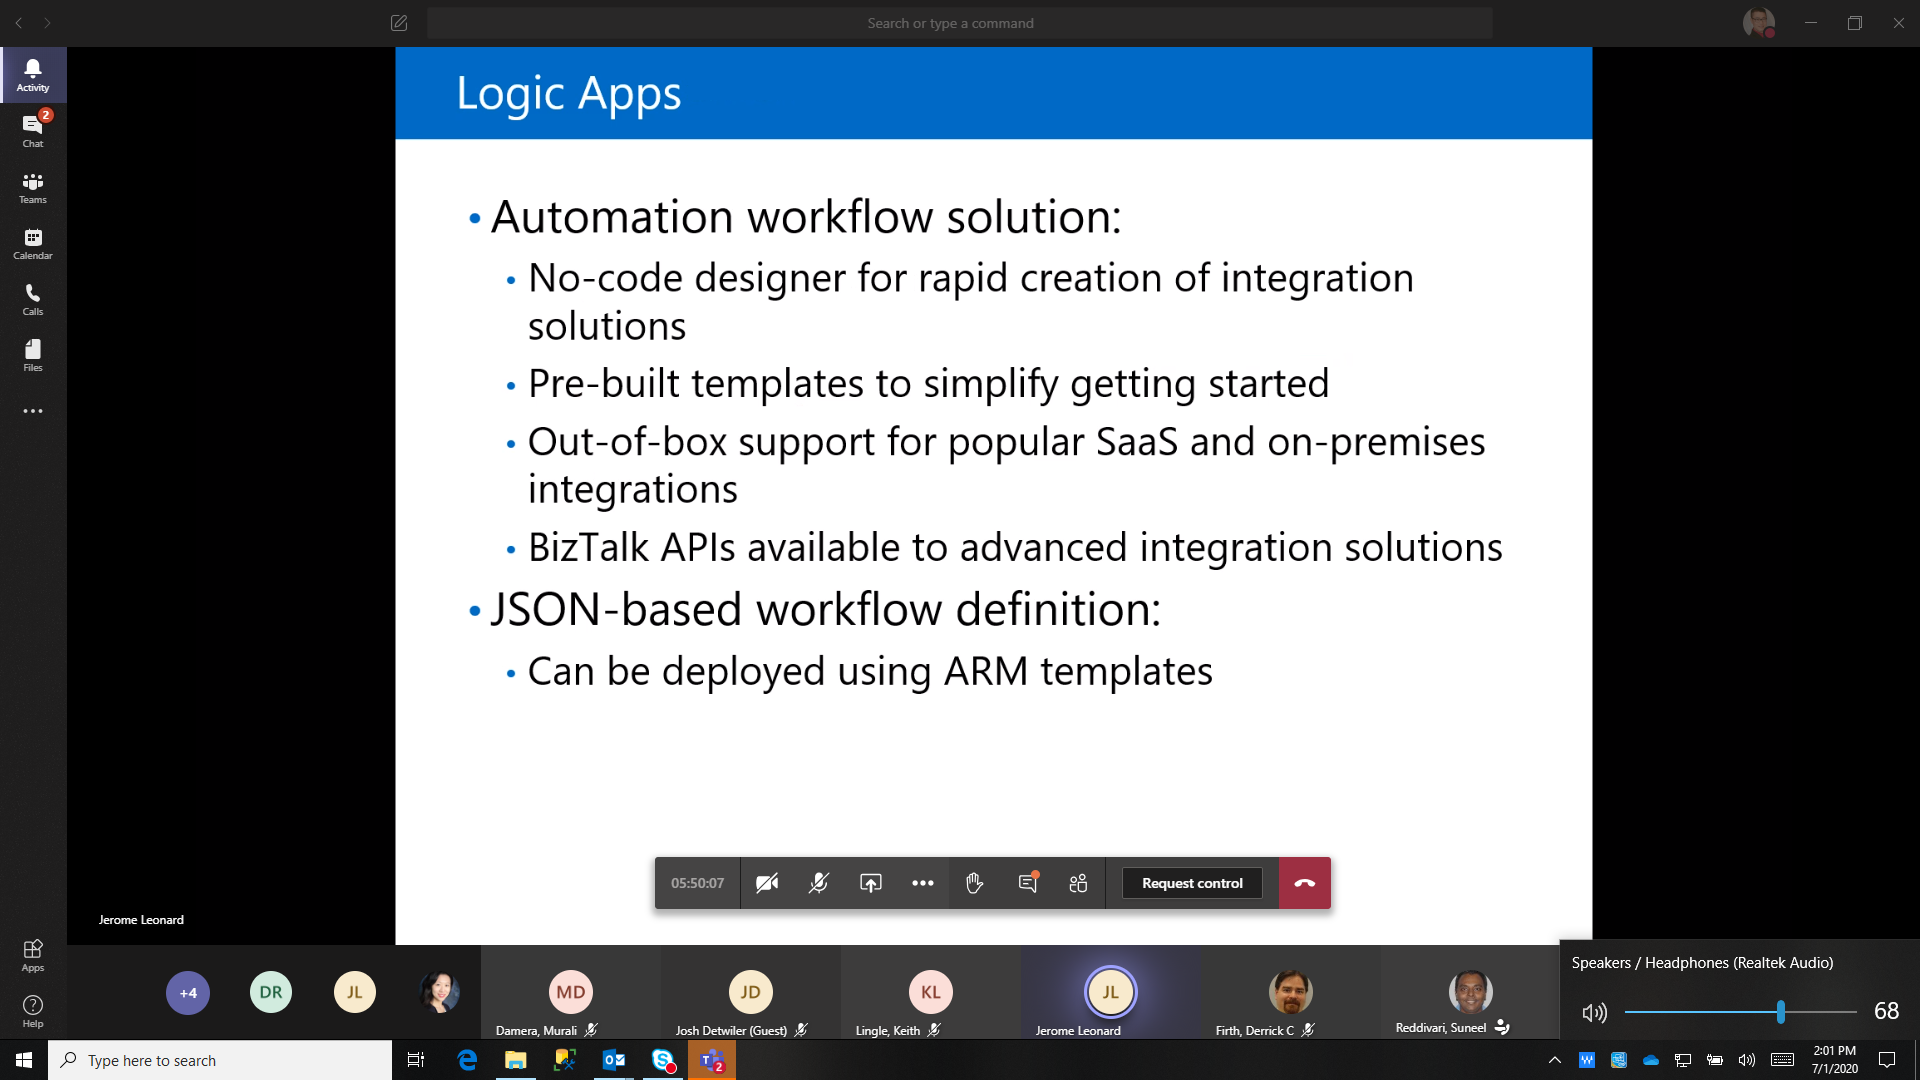 Search or type a command
Activity
2
Chat
Teams
Calendar
Calls
Files
Apps
Help
Logic Apps
• Automation workflow solution:
• No-code designer for rapid creation of integration
solutions
• Pre-built templates to simplify getting started
• Out-of-box support for popular SaaS and on-premises
integrations
• BizTalk APIs available to advanced integration solutions
• JSON-based workflow definition:
• Can be deployed using ARM templates
05:50:07
Request control
Jerome Leonard
+4
DR
JL
MD
Damera, Murali
JD
Josh Detwiler (Guest)
KL
Lingle, Keith
JL
Jerome Leonard
Firth, Derrick C
Reddivari, Suneel
Speakers / Headphones (Realtek Audio)
68
Type here to search
2
2:01 PM
7/1/2020